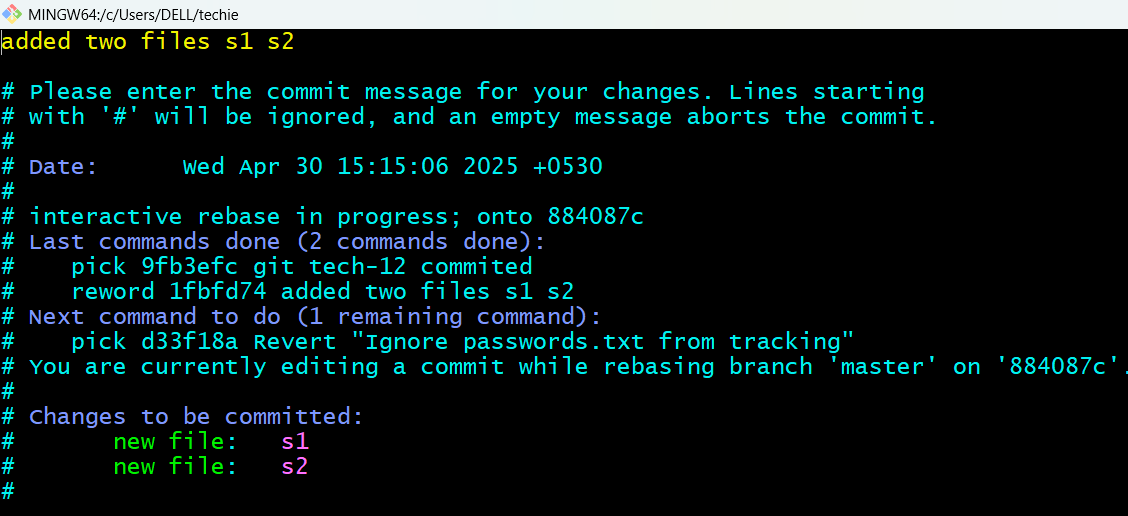 MINGW64:/c/Users/DELL/techie
added two files s1 s2
# Please enter the commit message for your changes. Lines starting
# with '#' will be ignored, and an empty message aborts the commit.
#
# Date:      Wed Apr 30 15:15:06 2025 +0530
#
# interactive rebase in progress; onto 884087c
# Last commands done (2 commands done):
#    pick 9fb3efc git tech-12 commited
#    reword 1fbfd74 added two files s1 s2
# Next command to do (1 remaining command):
#    pick d33f18a Revert "Ignore passwords.txt from tracking"
# You are currently editing a commit while rebasing branch 'master' on '884087c'.
#
# Changes to be committed:
#       new file:   s1
#       new file:   s2
#